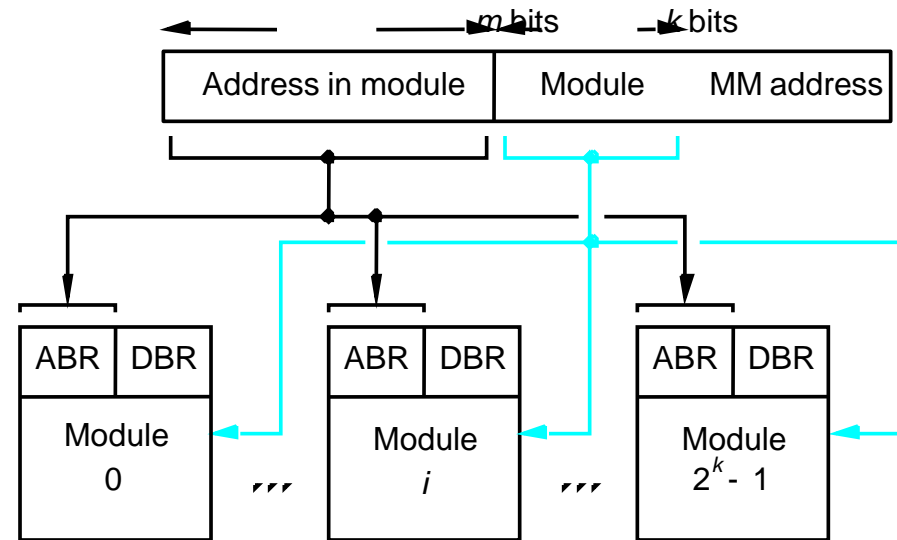 m bits k bits
Address in module Module MM address
ABR DBR ABR DBR ABR DBR
Module Module Module
0 i 2^k - 1